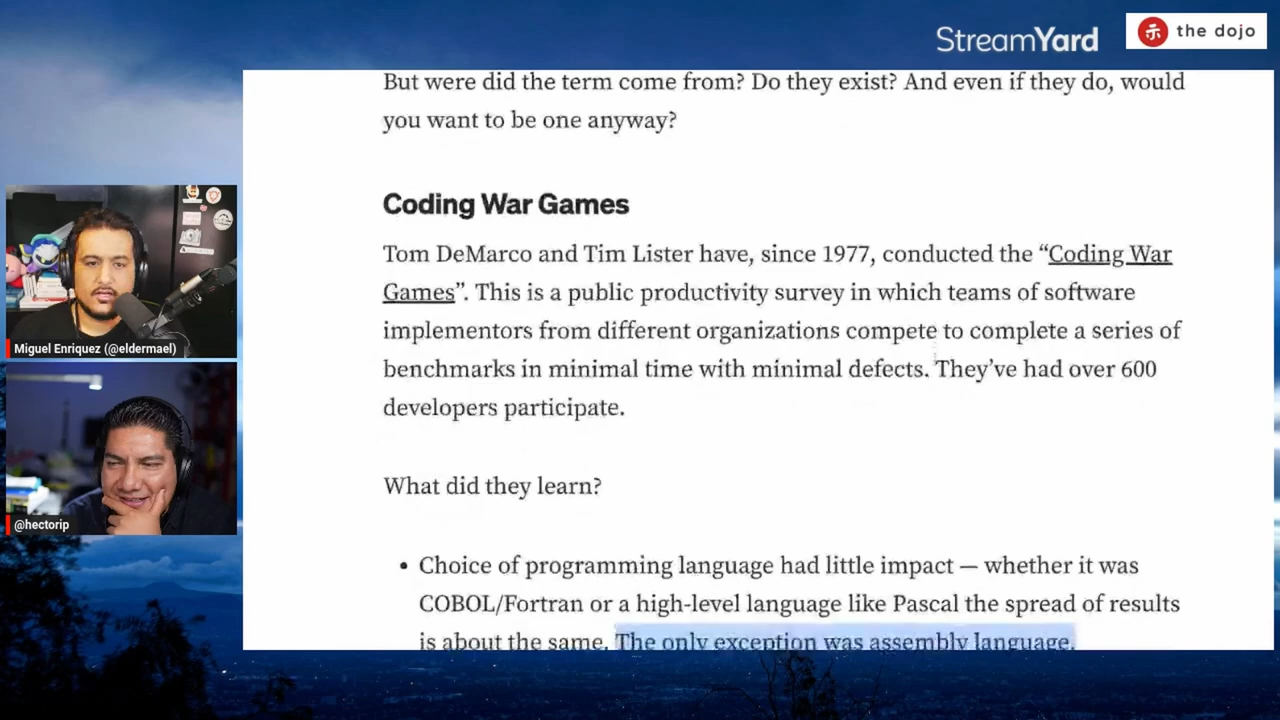 StreamYard
the dojo
But were did the term come from? Do they exist? And even if they do, would
you want to be one anyway?
Coding War Games
Tom DeMarco and Tim Lister have, since 1977, conducted the “Coding War
Games”. This is a public productivity survey in which teams of software
implementors from different organizations compete to complete a series of
benchmarks in minimal time with minimal defects. They’ve had over 600
developers participate.
What did they learn?
• Choice of programming language had little impact — whether it was
COBOL/Fortran or a high-level language like Pascal the spread of results
is about the same. The only exception was assembly language.
Miguel Enriquez (@eldermael)
@hectorip